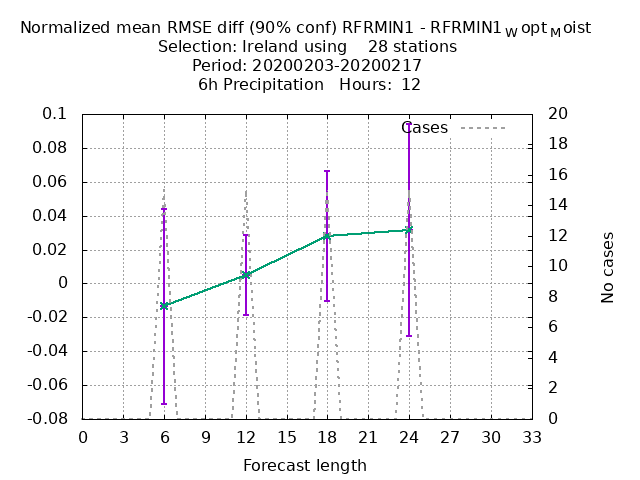 Normalized mean RMSE diff (90% conf) RFRMIN1 - RFRMIN1WoptMoist
Selection: Ireland using 28 stations
Period: 20200203-20200217
6h Precipitation Hours: 12
0.1
0.08
0.06
0.04
0.02
0
-0.02
-0.04
-0.06
-0.08
Cases
20
18
16
14
12
10
8
6
4
2
0
No cases
0 3 6 9 12 15 18 21 24 27 30 33
Forecast length